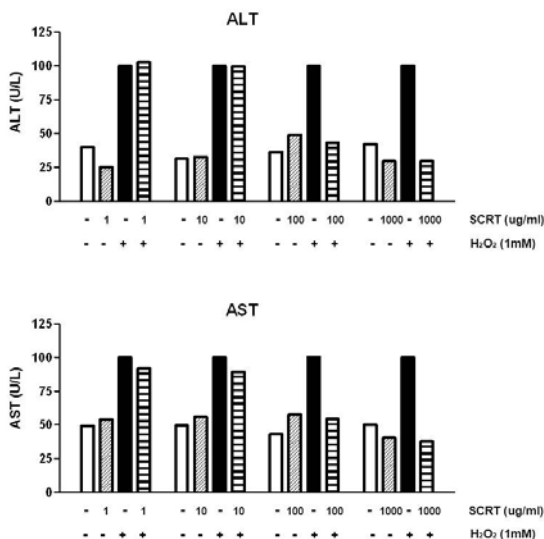 ALT
125
100
75
50
25
0
ALT (U/L)
- 1 - 1 - 10 - 10 - 100 - 100 - 1000 - 1000 SCRT (ug/ml)
- - + + - - + + - - + + - - + + H₂O₂ (1mM)
AST
125
100
75
50
25
0
AST (U/L)
- 1 - 1 - 10 - 10 - 100 - 100 - 1000 - 1000 SCRT (ug/ml)
- - + + - - + + - - + + - - + + H₂O₂ (1mM)